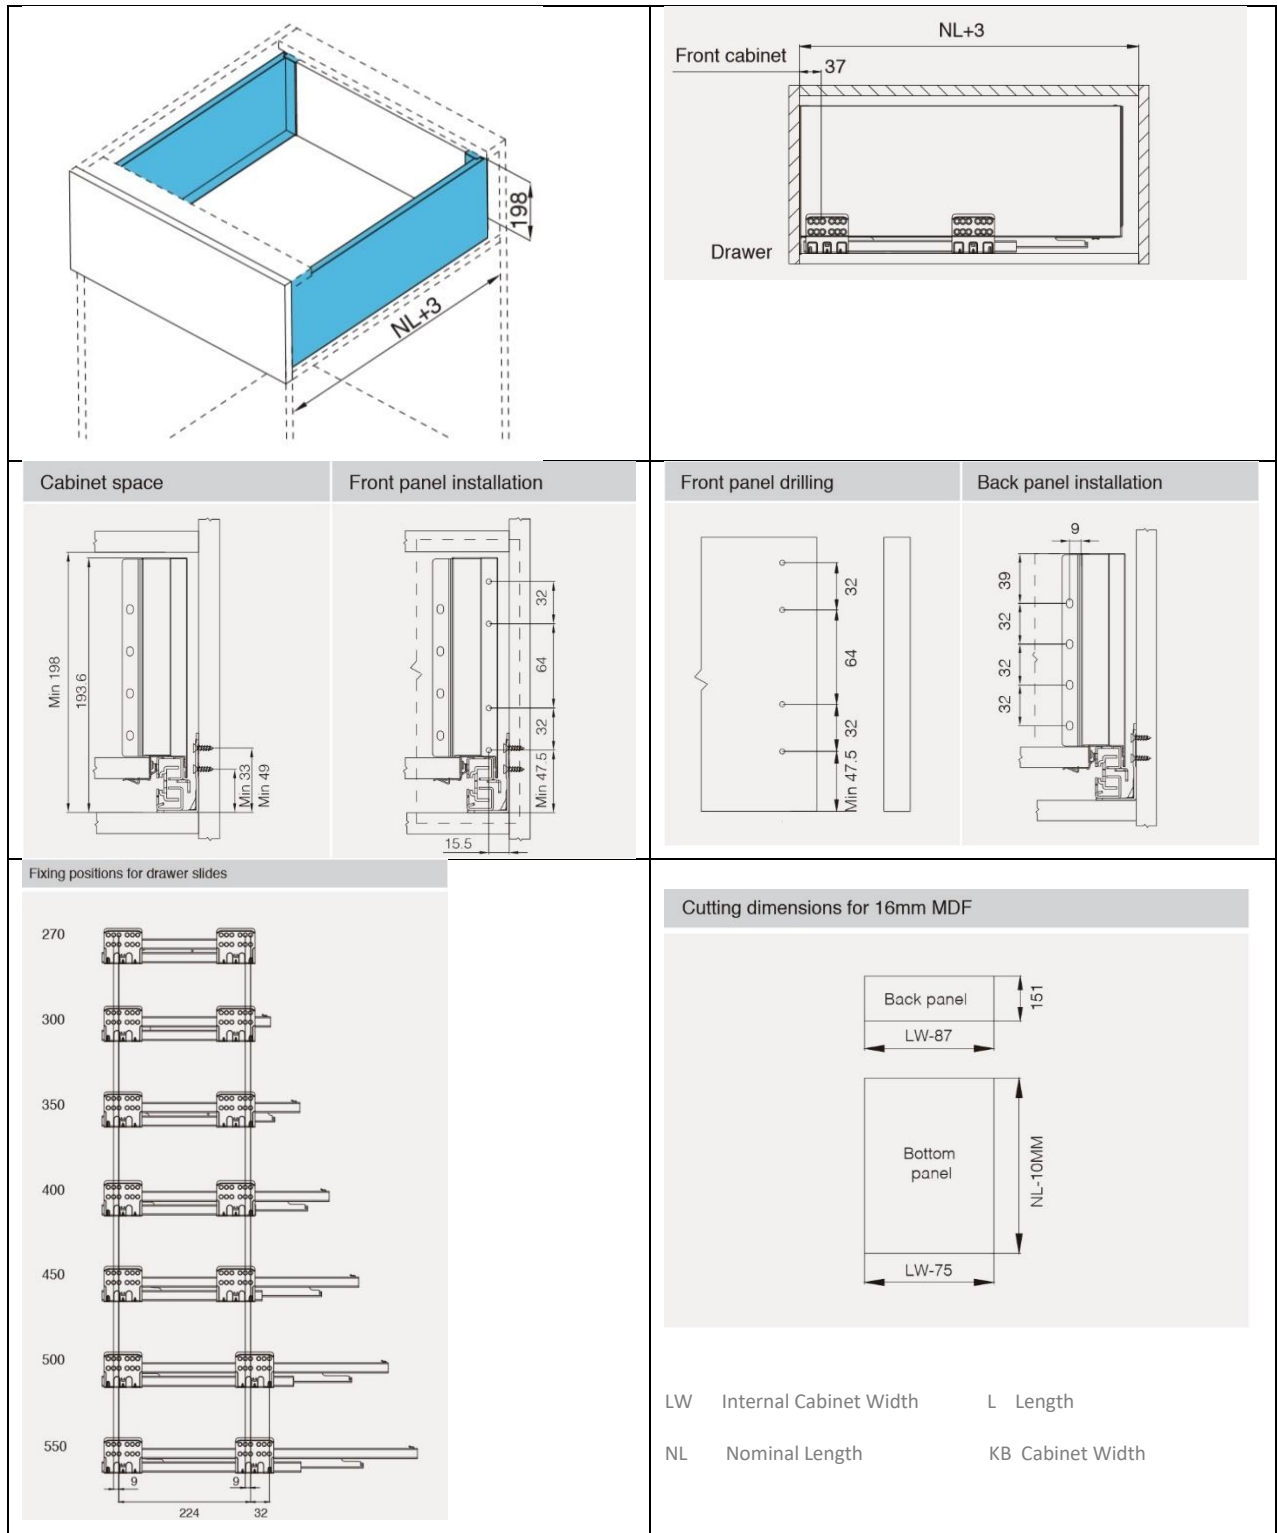 198
NL+3
NL+3
Front cabinet
37
Drawer
Cabinet space
Front panel installation
Min 198
193.6
Min 33
Min 49
32
64
32
Min 47.5
15.5
Front panel drilling
Back panel installation
32
64
32
Min 47.5
9
39
32
32
32
Fixing positions for drawer slides
270
300
350
400
450
500
550
9
9
224
32
Cutting dimensions for 16mm MDF
Back panel
151
LW-87
Bottom
panel
NL-10MM
LW-75
LW Internal Cabinet Width L Length
NL Nominal Length KB Cabinet Width